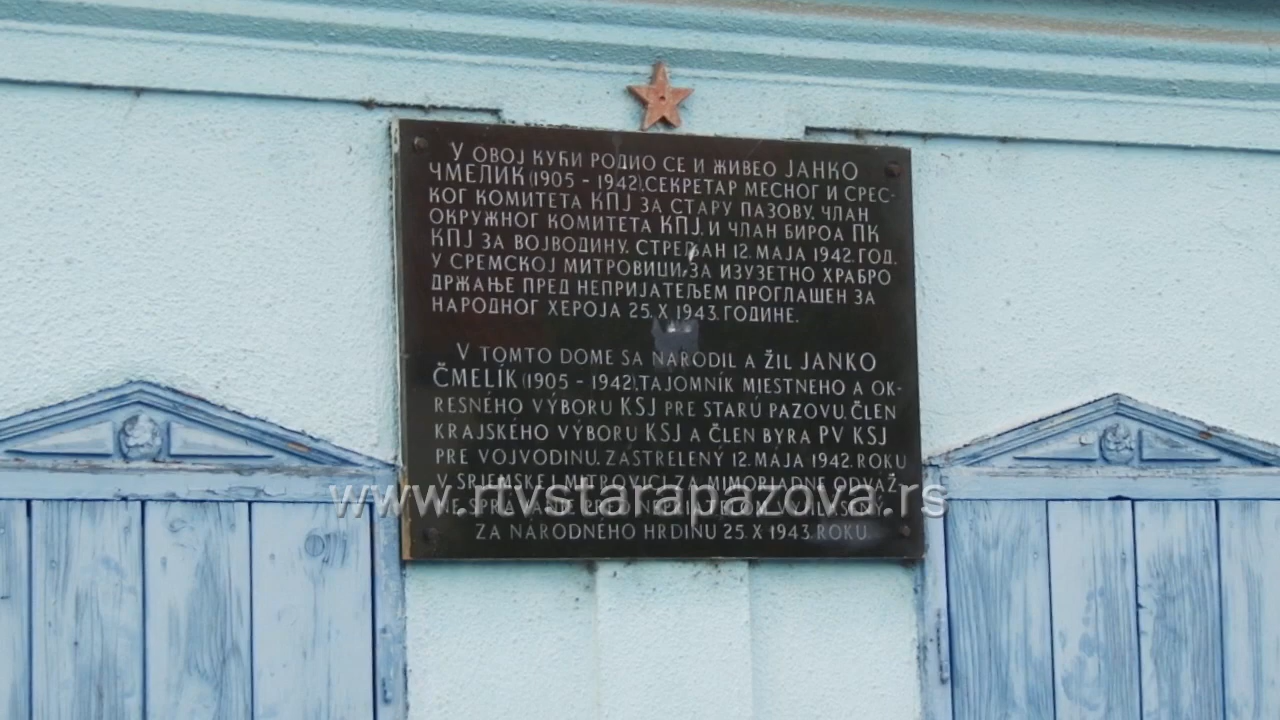 У ОВОЈ КУЋИ РОДИО СЕ И ЖИВЕО ЈАНКО
ЧМЕЛИК (1905 - 1942). СЕКРЕТАР МЕСНОГ И СРЕС-
КОГ КОМИТЕТА КПЈ ЗА СТАРУ ПАЗОВУ, ЧЛАН
ОКРУЖНОГ КОМИТЕТА КПЈ. И ЧЛАН БИРОА ПК
КПЈ ЗА ВОЈВОДИНУ. СТРЕЉАН 12. МАЈА 1942. ГОД.
У СРЕМСКОЈ МИТРОВИЦИ, ЗА ИЗУЗЕТНО ХРАБРО
ДРЖАЊЕ ПРЕД НЕПРИЈАТЕЉЕМ ПРОГЛАШЕН ЗА
НАРОДНОГ ХЕРОЈА 25. X 1943. ГОДИНЕ.
V TOMTO DOME SA NARODIL A ŽIL JANKO
ČMELÍK (1905 - 1942). TAJOMNÍK MIESTNEHO A OK-
RESNÉHO VÝBORU KSJ PRE STARÚ PAZOVU. ČLEN
KRAJSKÉHO VÝBORU KSJ A ČLEN BYRA PV KSJ
PRE VOJVODINU. ZASTRELENÝ 12. MÁJA 1942. ROKU
V SRIEMSKEJ MITROVICI, ZA MIMORIADNE ODVÁŽ-
www.rtvstarapazova.rs
ZA NÁRODNÉHO HRDINU 25. X 1943. ROKU